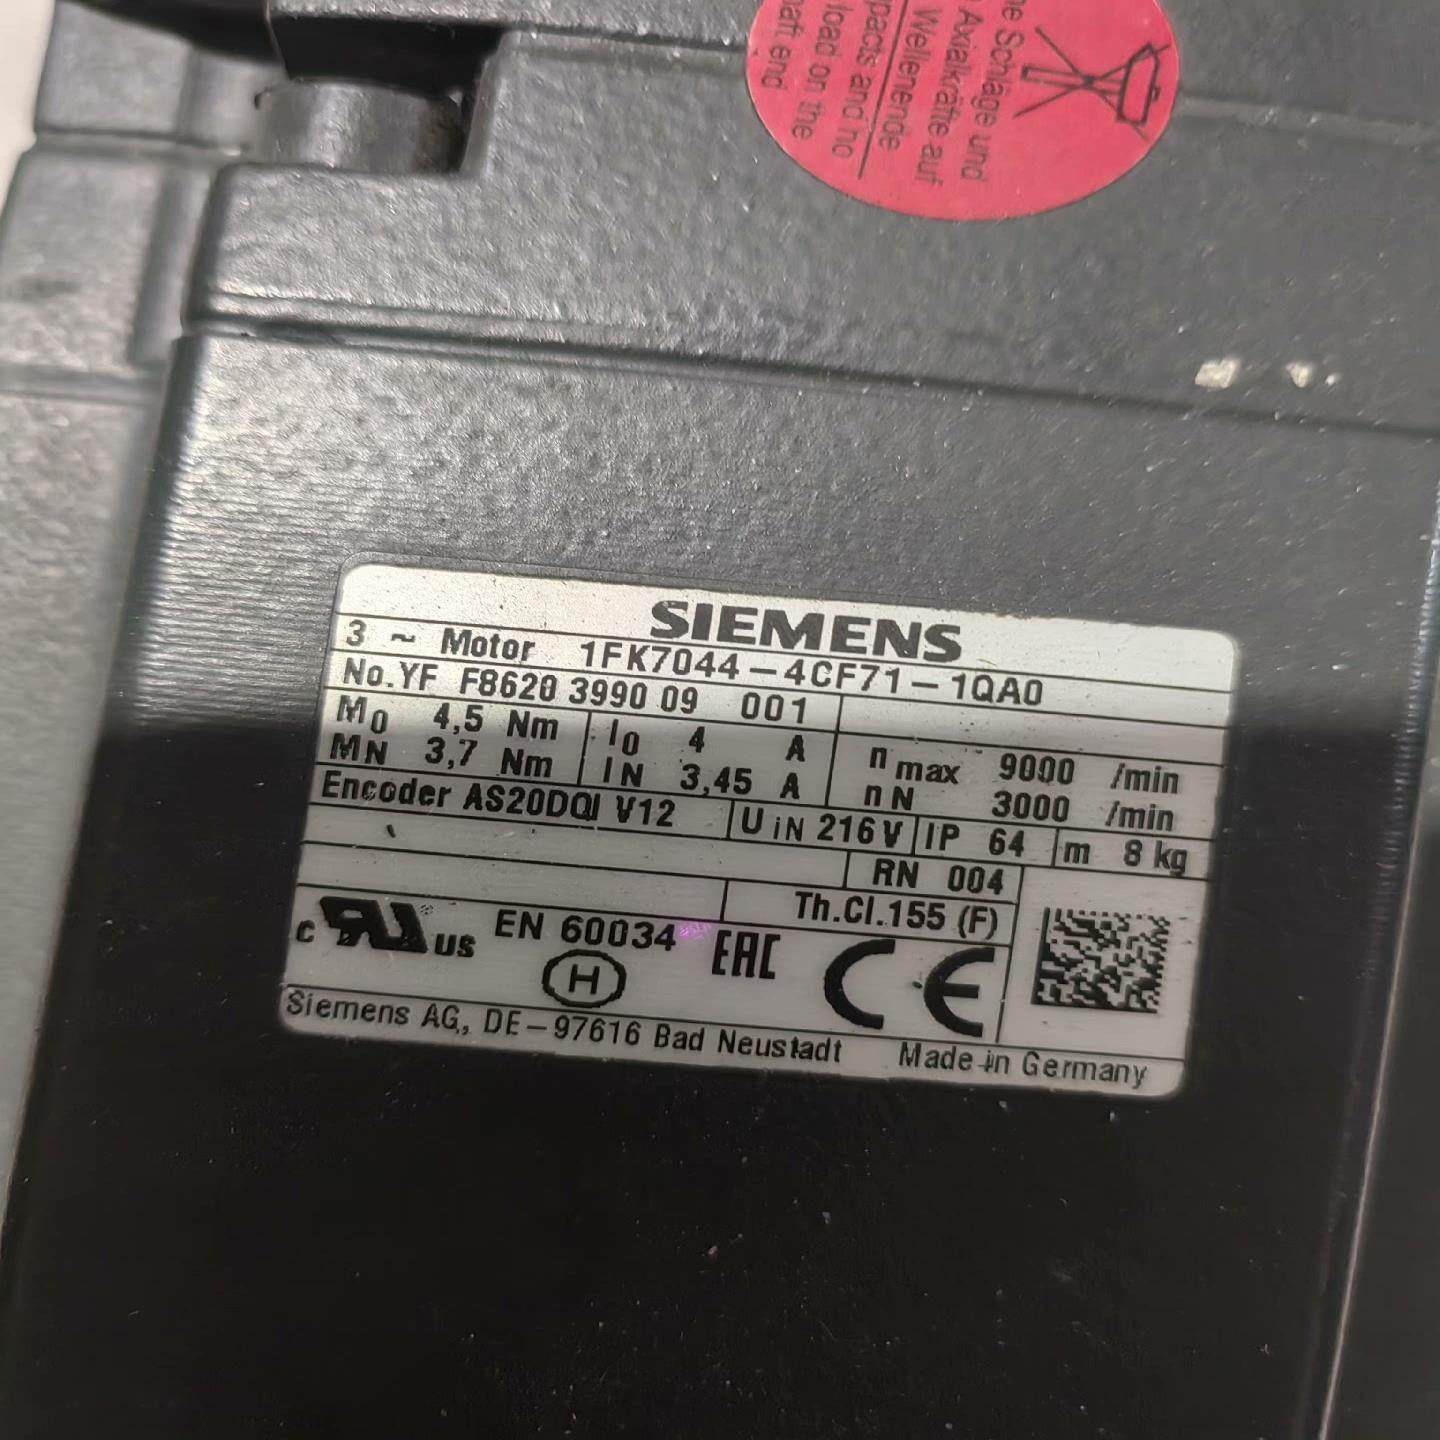 ne Schläge und
Axialkräfte auf
Wellenende
pacts and no
load on the
haft end
SIEMENS
3 ~ Motor 1FK7044-4CF71-1QA0
No.YF F8620 3990 09 001
M0 4,5 Nm I0 4 A n max 9000 /min
MN 3,7 Nm IN 3,45 A nN 3000 /min
Encoder AS20DQI V12 U iN 216 V IP 64 m 8 kg
RN 004
Th.Cl.155 (F)
c RU us EN 60034 EAC CE
H
Siemens AG, DE-97616 Bad Neustadt Made in Germany